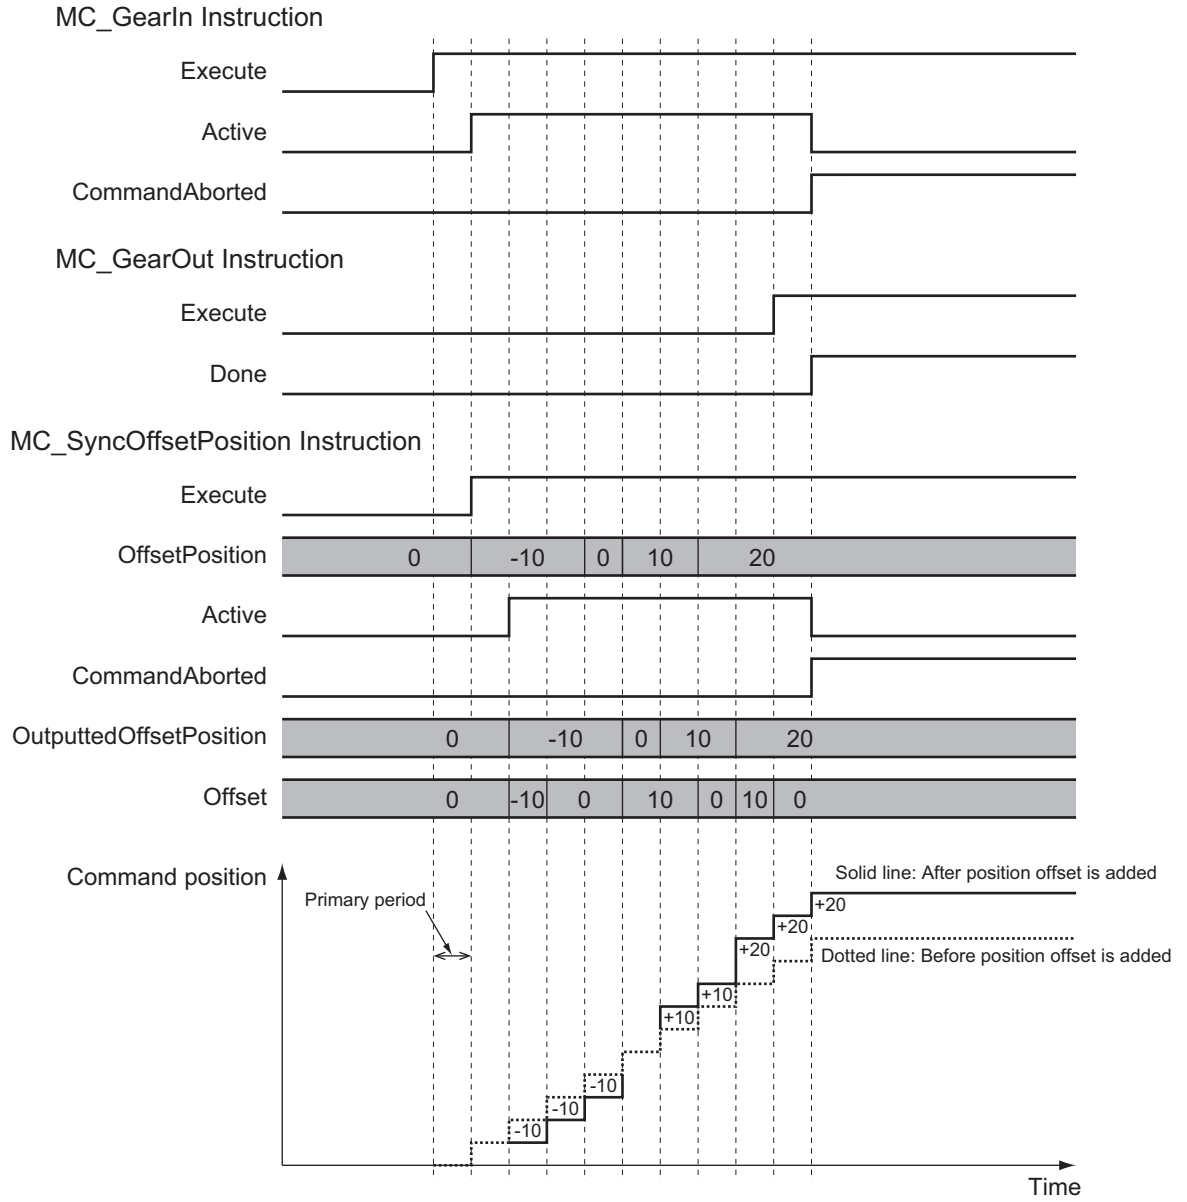 MC_GearIn Instruction
Execute
Active
CommandAborted
MC_GearOut Instruction
Execute
Done
MC_SyncOffsetPosition Instruction
Execute
OffsetPosition 0 -10 0 10 20
Active
CommandAborted
OutputtedOffsetPosition 0 -10 0 10 20
Offset 0 -10 0 10 0 10 0
Command position
Solid line: After position offset is added
Primary period
+20
+20
+20
Dotted line: Before position offset is added
+10
+10
-10
-10
-10
Time